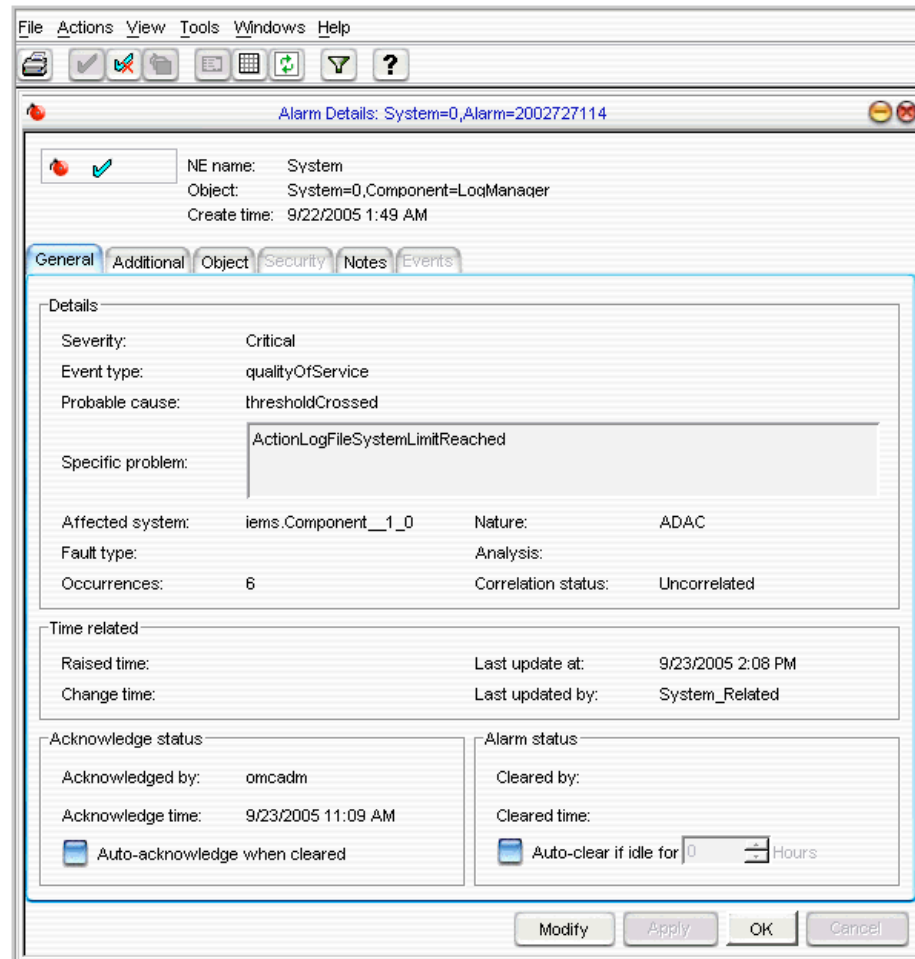 File Actions View Tools Windows Help
?
Alarm Details: System=0,Alarm=2002727114
NE name: System
Object: System=0,Component=LogManager
Create time: 9/22/2005 1:49 AM
General Additional Object Security Notes Events
Details
Severity: Critical
Event type: qualityOfService
Probable cause: thresholdCrossed
Specific problem: ActionLogFileSystemLimitReached
Affected system: iems.Component__1_0 Nature: ADAC
Fault type: Analysis:
Occurrences: 6 Correlation status: Uncorrelated
Time related
Raised time: Last update at: 9/23/2005 2:08 PM
Change time: Last updated by: System_Related
Acknowledge status
Acknowledged by: omcadm
Acknowledge time: 9/23/2005 11:09 AM
Auto-acknowledge when cleared
Alarm status
Cleared by:
Cleared time:
Auto-clear if idle for 0 Hours
Modify Apply OK Cancel